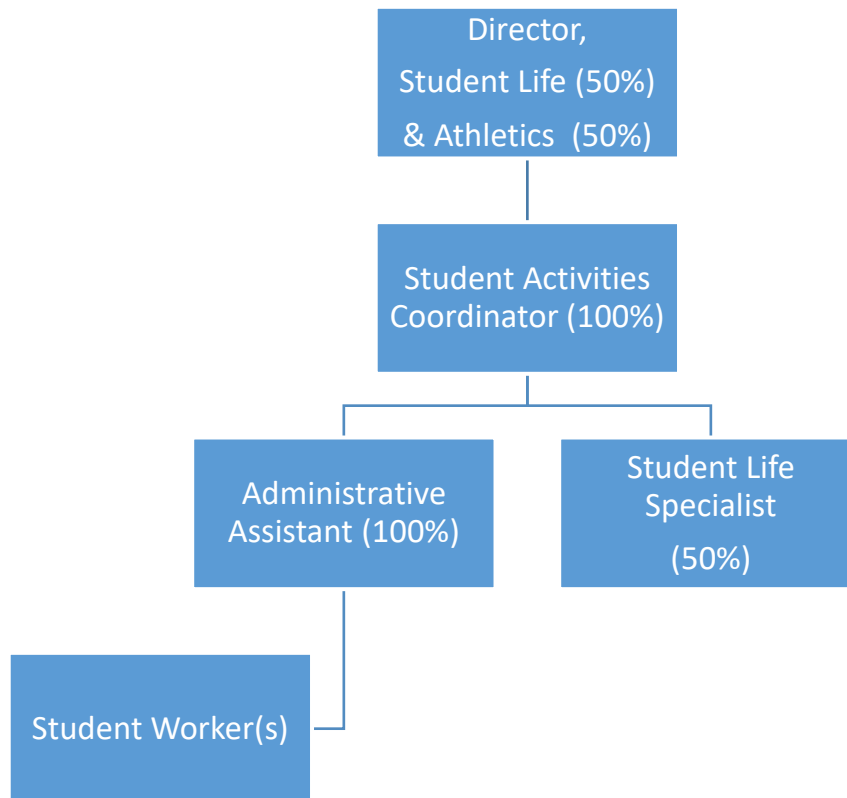 Director,
Student Life (50%)
& Athletics (50%)
Student Activities
Coordinator (100%)
Administrative
Assistant (100%)
Student Life
Specialist
(50%)
Student Worker(s)